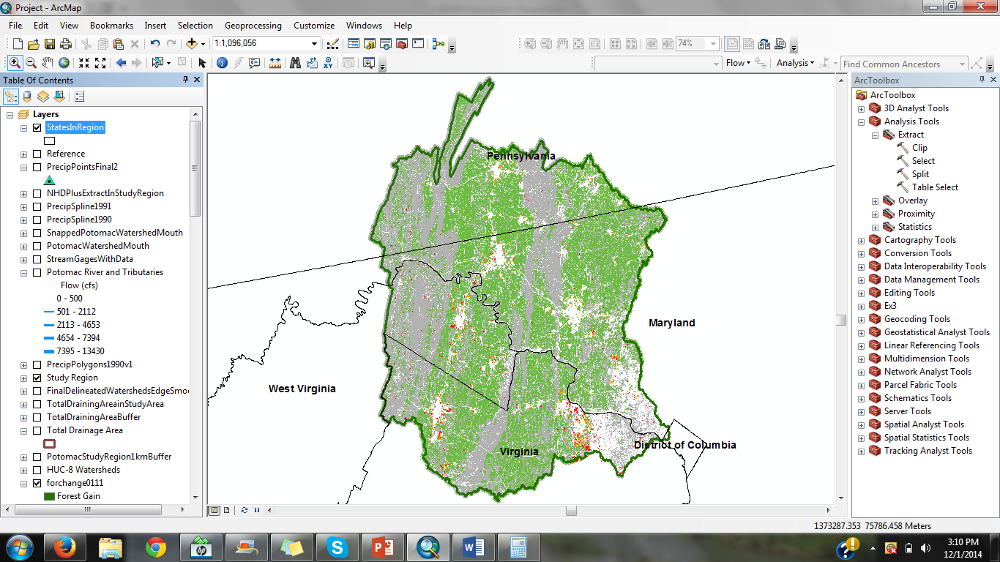 Project - ArcMap
File Edit View Bookmarks Insert Selection Geoprocessing Customize Windows Help
1:1,096,056
74%
Flow
Analysis
Find Common Ancestors
Table Of Contents
Layers
StatesInRegion
Reference
PrecipPointsFinal2
NHDPlusExtractInStudyRegion
PrecipSpline1991
PrecipSpline1990
SnappedPotomacWatershedMouth
PotomacWatershedMouth
StreamGagesWithData
Potomac River and Tributaries
Flow (cfs)
0 - 500
501 - 2112
2113 - 4653
4654 - 7394
7395 - 13430
PrecipPolygons1990v1
Study Region
FinalDelineatedWatershedsEdgeSmo
TotalDrainingAreainStudyArea
TotalDrainingAreaBuffer
Total Drainage Area
PotomacStudyRegion1kmBuffer
HUC-8 Watersheds
forchange0111
Forest Gain
Pennsylvania
Maryland
West Virginia
District of Columbia
Virginia
ArcToolbox
ArcToolbox
3D Analyst Tools
Analysis Tools
Extract
Clip
Select
Split
Table Select
Overlay
Proximity
Statistics
Cartography Tools
Conversion Tools
Data Interoperability Tools
Data Management Tools
Editing Tools
Ex3
Geocoding Tools
Geostatistical Analyst Tools
Linear Referencing Tools
Multidimension Tools
Network Analyst Tools
Parcel Fabric Tools
Schematics Tools
Server Tools
Spatial Analyst Tools
Spatial Statistics Tools
Tracking Analyst Tools
1373287.353 75786.458 Meters
3:10 PM
12/1/2014